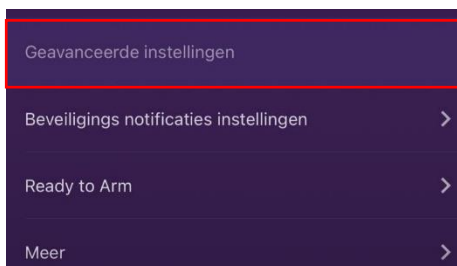 Geavanceerde instellingen
Beveiligings notificaties instellingen
Ready to Arm
Meer